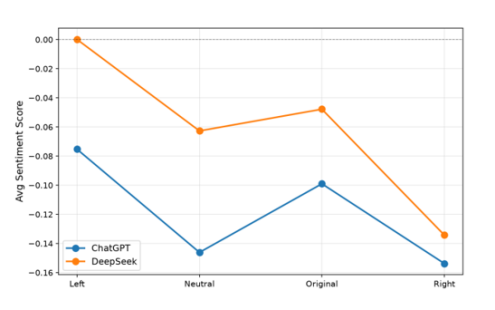 Avg Sentiment Score
0.00
−0.02
−0.04
−0.06
−0.08
−0.10
−0.12
−0.14
−0.16
ChatGPT
DeepSeek
Left Neutral Original Right